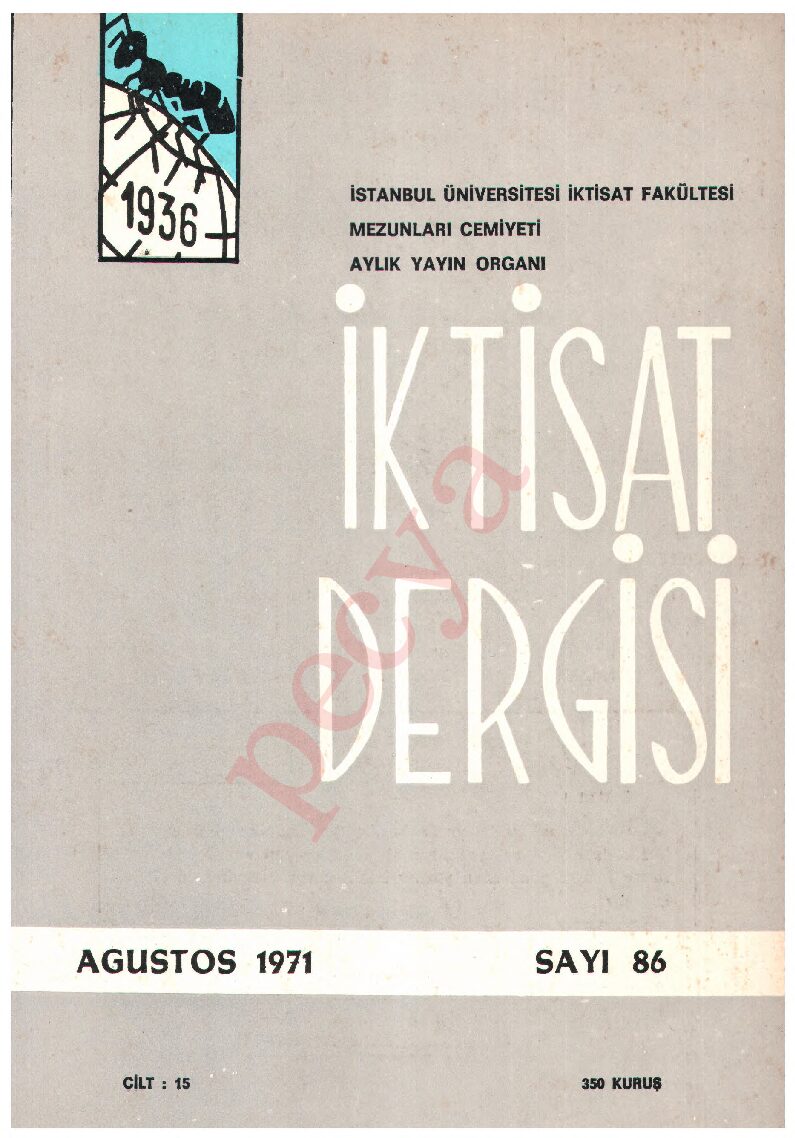 1936
İSTANBUL ÜNİVERSİTESİ İKTİSAT FAKÜLTESİ
MEZUNLARI CEMİYETİ
AYLIK YAYIN ORGANI
İKTİSAT
DERGİSİ
pecya
AGUSTOS 1971 SAYI 86
CİLT : 15 350 KURUŞ